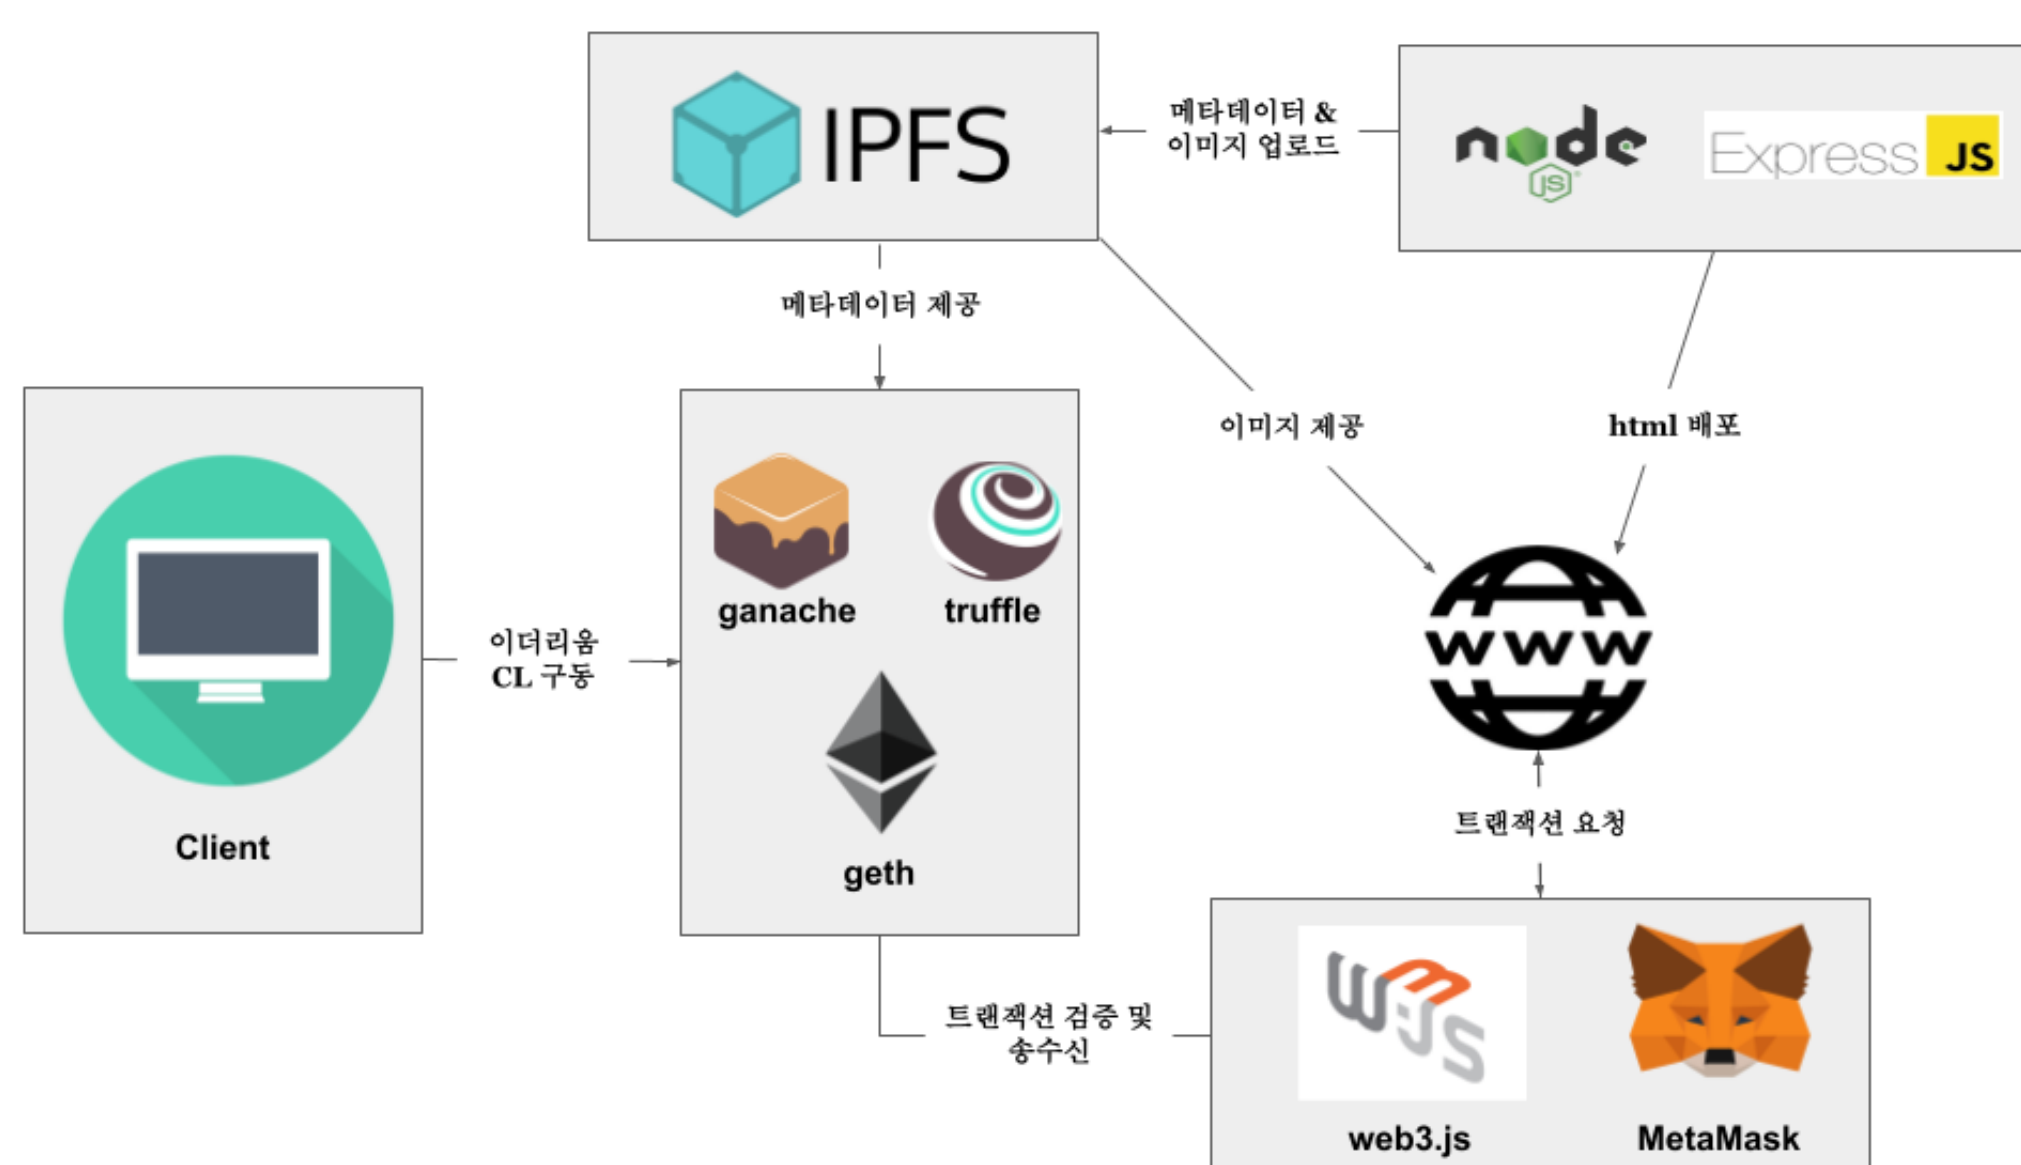 IPFS
메타데이터 &
이미지 업로드
node
JS
Express
JS
메타데이터 제공
이미지 제공
html 배포
Client
이더리움
CL 구동
ganache
truffle
geth
www
트랜잭션 요청
트랜잭션 검증 및
송수신
web3.js
MetaMask